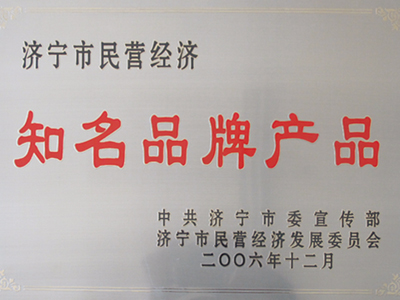 济宁市民营经济
知名品牌产品
中共济宁市委宣传部
济宁市民营经济发展委员会
二〇〇六年十二月